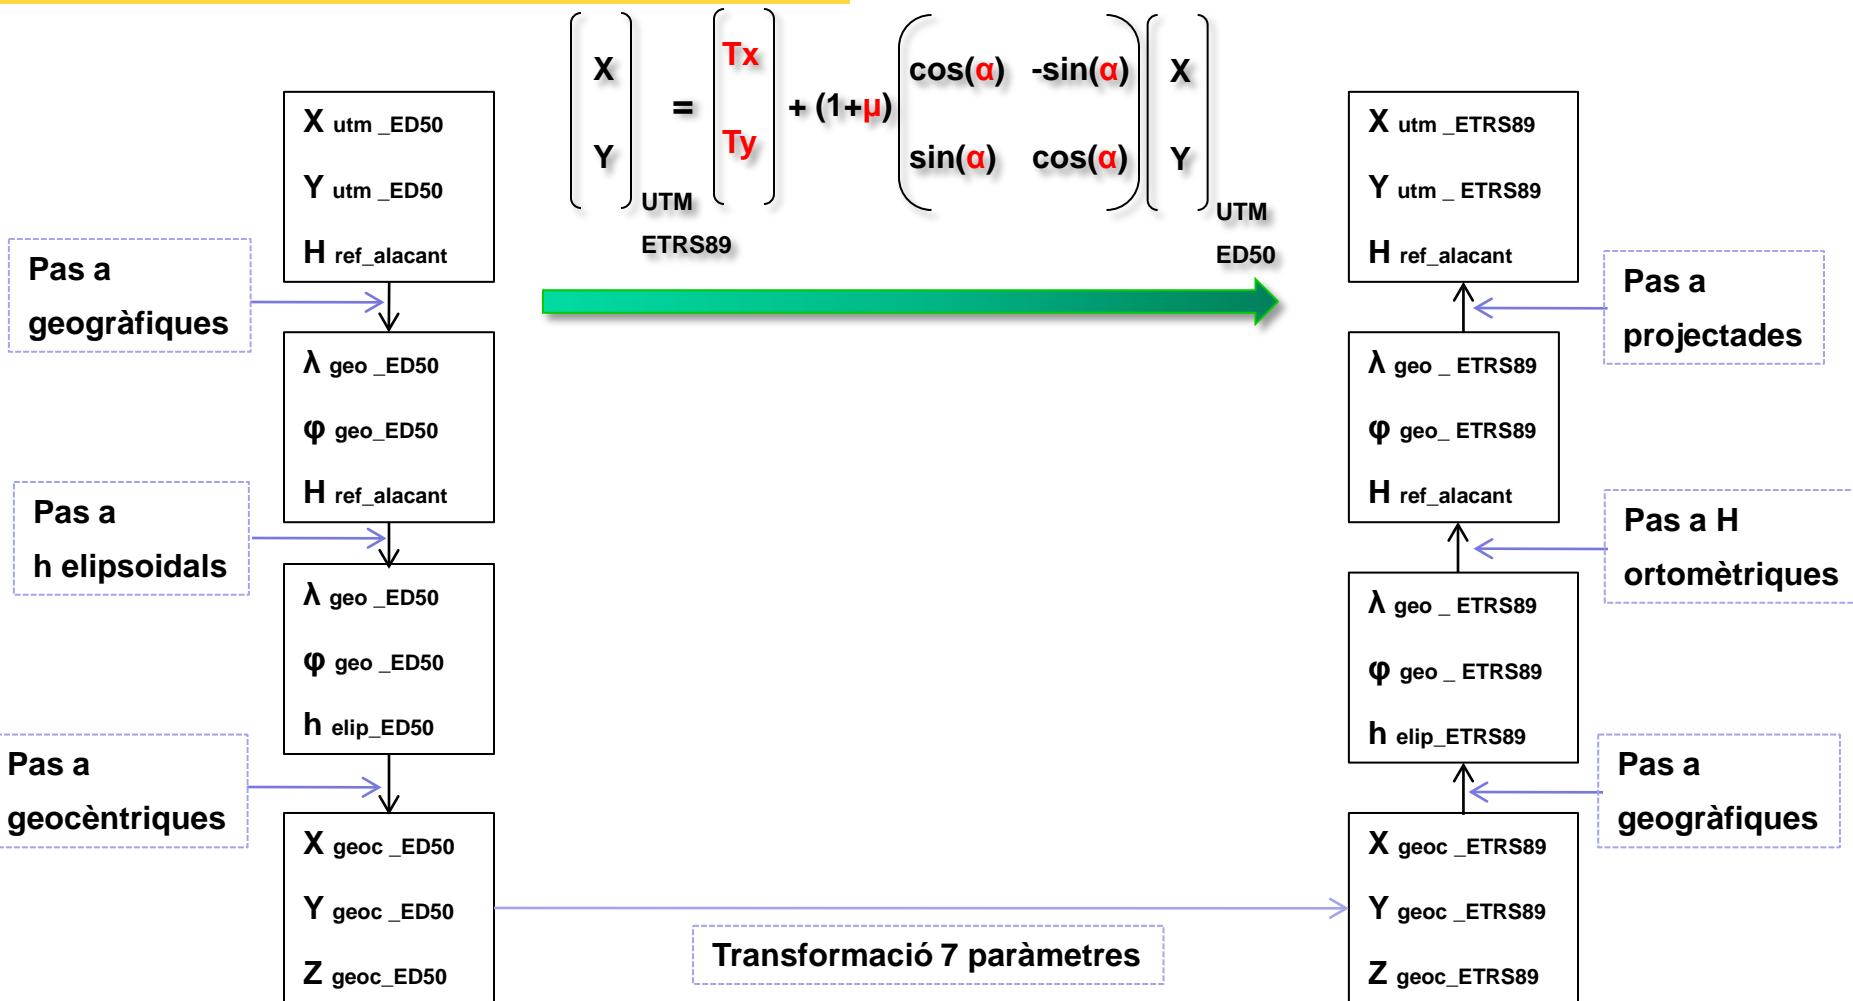 X
Y
UTM
ETRS89
=
Tx
Ty
+ (1+μ)
cos(α) -sin(α)
sin(α) cos(α)
X
Y
UTM
ED50
X utm _ED50
Y utm _ED50
H ref_alacant
Pas a
geogràfiques
λ geo _ED50
φ geo_ED50
H ref_alacant
Pas a
h elipsoidals
λ geo _ED50
φ geo _ED50
h elip_ED50
Pas a
geocèntriques
X geoc _ED50
Y geoc _ED50
Z geoc_ED50
Transformació 7 paràmetres
X utm _ETRS89
Y utm _ ETRS89
H ref_alacant
Pas a
projectades
λ geo _ ETRS89
φ geo_ ETRS89
H ref_alacant
Pas a H
ortomètriques
λ geo _ ETRS89
φ geo _ ETRS89
h elip_ETRS89
Pas a
geogràfiques
X geoc _ETRS89
Y geoc _ETRS89
Z geoc_ETRS89